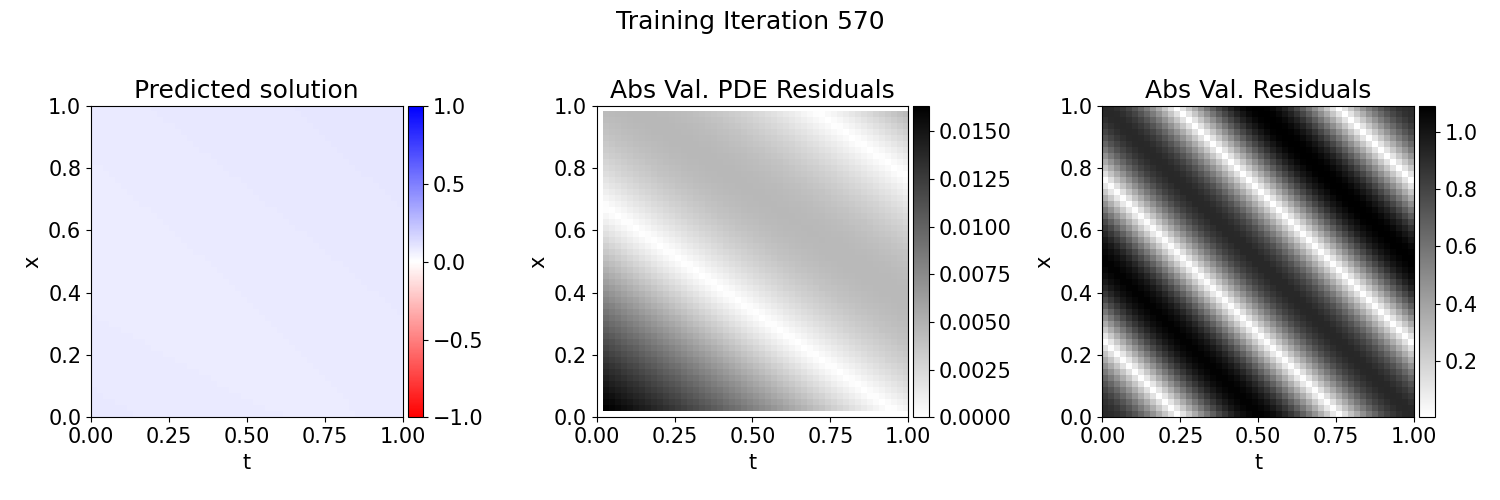 Training Iteration 570
Predicted solution
Abs Val. PDE Residuals
Abs Val. Residuals
1.0
0.8
0.6
0.4
0.2
0.0
x
0.00 0.25 0.50 0.75 1.00
t
1.0
0.5
0.0
−0.5
−1.0
1.0
0.8
0.6
0.4
0.2
0.0
x
0.00 0.25 0.50 0.75 1.00
t
0.0150
0.0125
0.0100
0.0075
0.0050
0.0025
0.0000
1.0
0.8
0.6
0.4
0.2
0.0
x
0.00 0.25 0.50 0.75 1.00
t
1.0
0.8
0.6
0.4
0.2